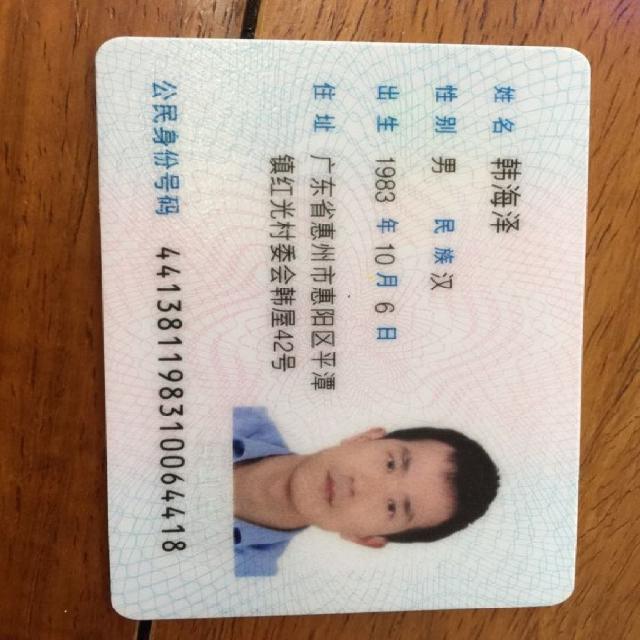 姓名 韩海泽
性别 男 民族 汉
出生 1983 年 10 月 6 日
住址 广东省惠州市惠阳区平潭
镇红光村委会韩屋42号
公民身份号码 441381198310064418